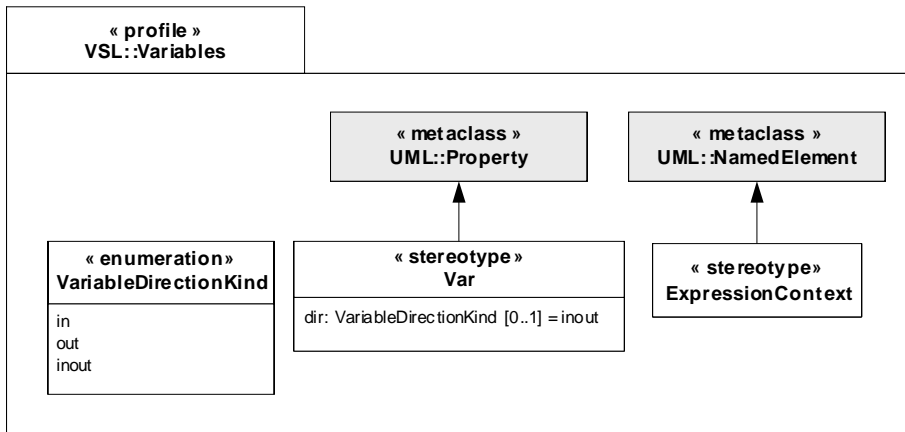 « profile »
VSL::Variables
« metaclass »
UML::Property
« metaclass »
UML::NamedElement
« enumeration»
VariableDirectionKind
in
out
inout
« stereotype»
Var
dir: VariableDirectionKind [0..1] = inout
« stereotype»
ExpressionContext